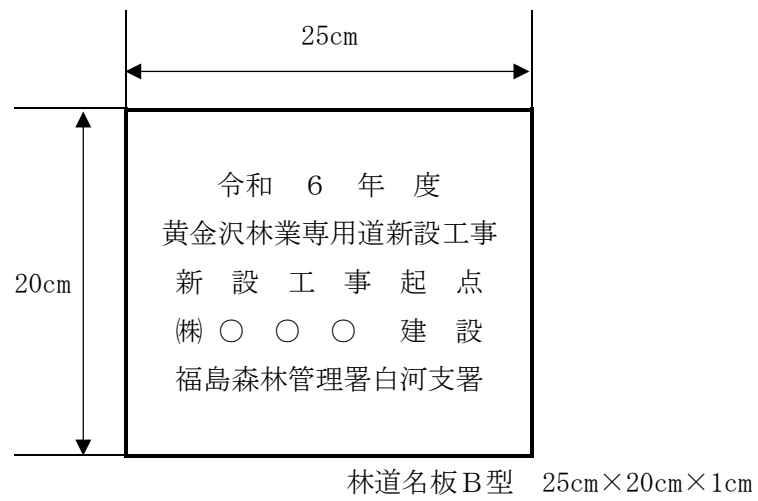 25cm
令和　６　年　度
黄金沢林業専用道新設工事
新　設　工　事　起　点
㈱ ○　○　○　建　設
20cm
福島森林管理署白河支署
林道名板Ｂ型　25cm×20cm×1cm